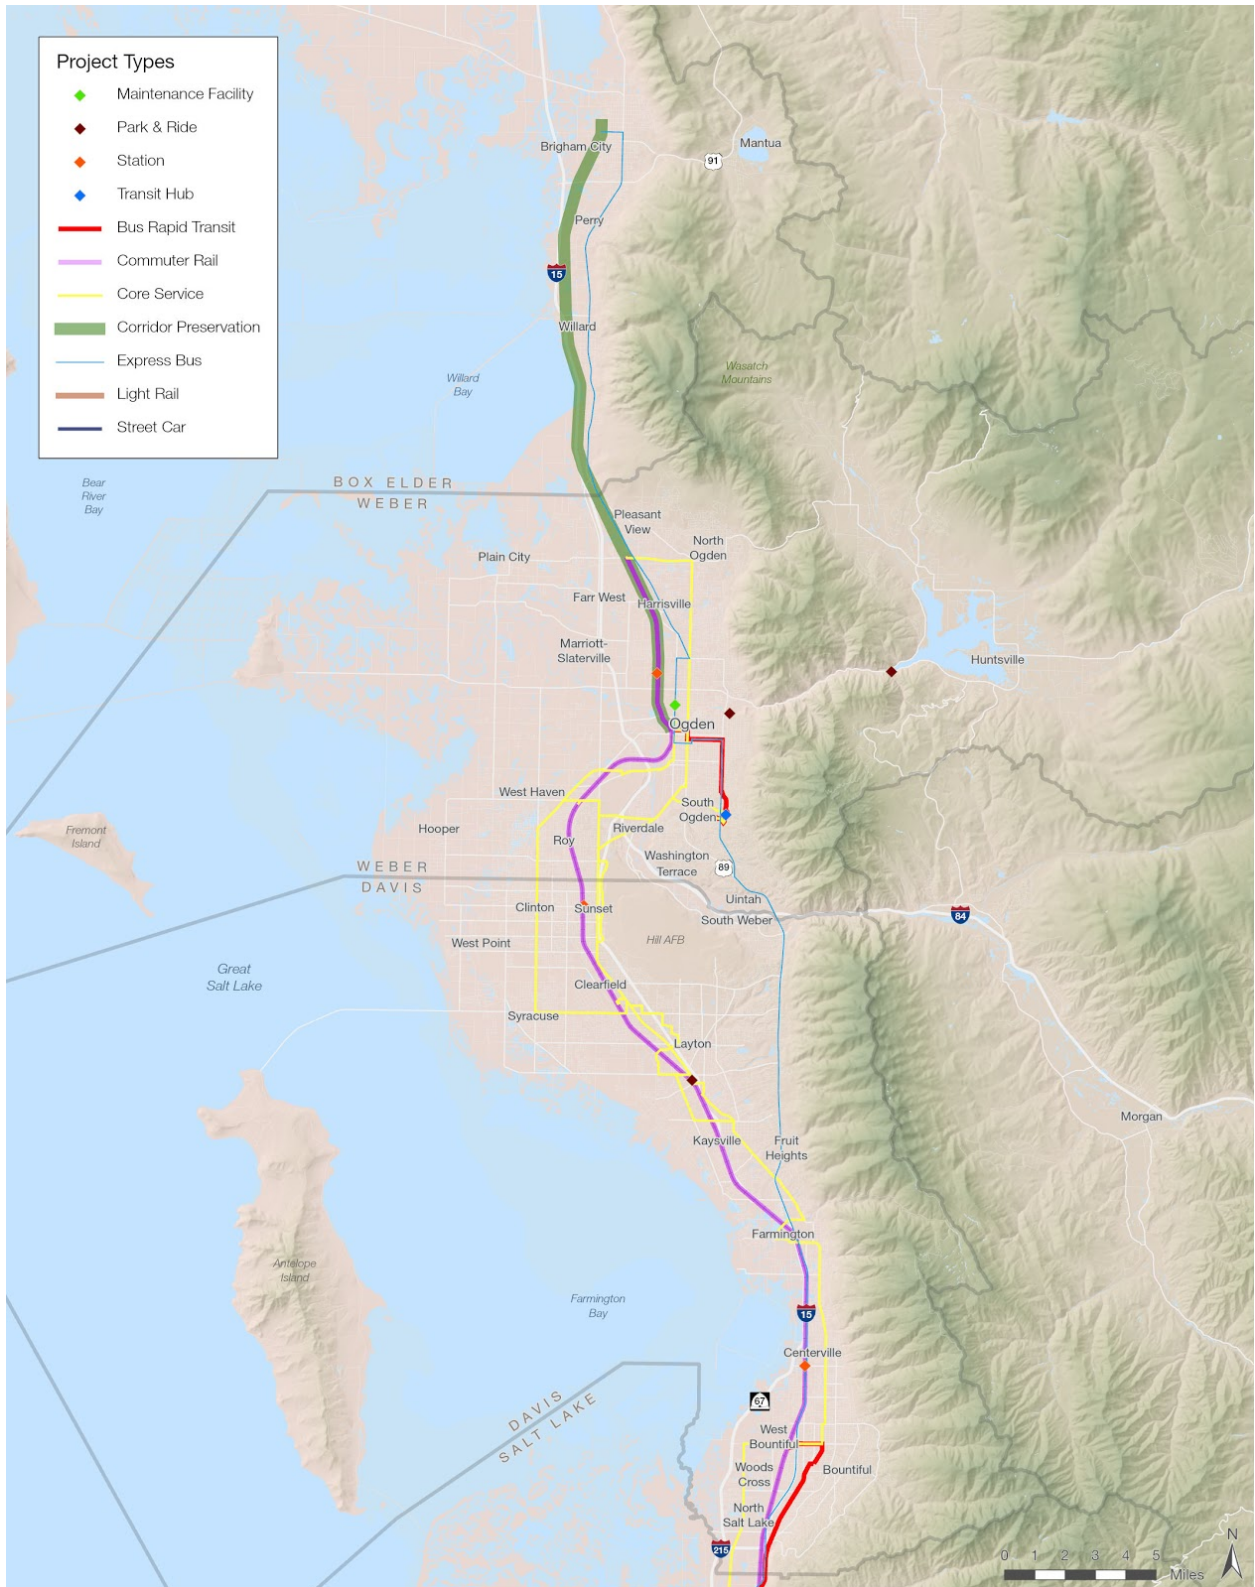 Project Types
Maintenance Facility
Park & Ride
Station
Transit Hub
Bus Rapid Transit
Commuter Rail
Core Service
Corridor Preservation
Express Bus
Light Rail
Street Car
Brigham City
91
Mantua
Perry
15
Willard
Wasatch
Mountains
Willard
Bay
Bear
River
Bay
BOX ELDER
WEBER
Pleasant
View
North
Ogden
Plain City
Farr West
Harrisville
Marriott-
Slaterville
Huntsville
Ogden
West Haven
South
Ogden
Hooper
Riverdale
Fremont
Island
Roy
Washington
Terrace
89
WEBER
DAVIS
Uintah
Clinton
Sunset
South Weber
84
West Point
Hill AFB
Great
Salt Lake
Clearfield
Syracuse
Layton
Morgan
Kaysville
Fruit
Heights
Farmington
Antelope
Island
Farmington
Bay
15
Centerville
67
DAVIS
SALT LAKE
West
Bountiful
Woods
Cross
Bountiful
North
Salt Lake
215
N
0 1 2 3 4 5
Miles